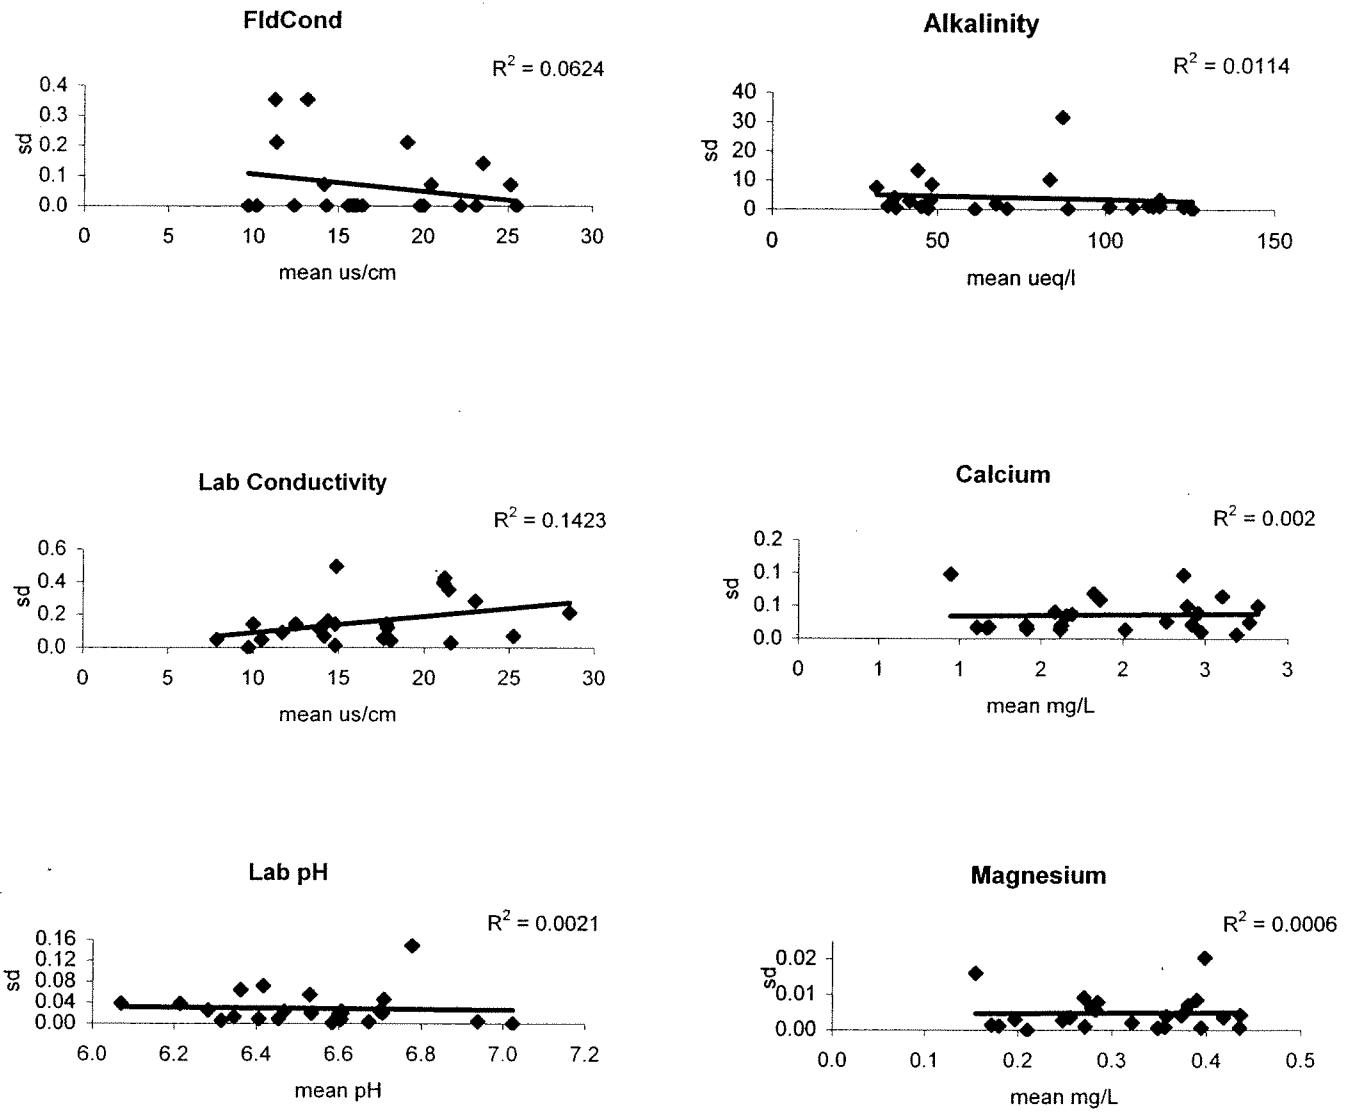 FldCond
R2 = 0.0624
0.4
0.3
0.2
0.1
0.0
sd
0 5 10 15 20 25 30
mean us/cm
Alkalinity
R2 = 0.0114
40
30
20
10
0
sd
0 50 100 150
mean ueq/l
Lab Conductivity
R2 = 0.1423
0.6
0.4
0.2
0.0
sd
0 5 10 15 20 25 30
mean us/cm
Calcium
R2 = 0.002
0.2
0.1
0.1
0.0
sd
0 1 1 2 2 3 3
mean mg/L
Lab pH
R2 = 0.0021
0.16
0.12
0.08
0.04
0.00
sd
6.0 6.2 6.4 6.6 6.8 7.0 7.2
mean pH
Magnesium
R2 = 0.0006
0.02
0.01
0.00
sd
0.0 0.1 0.2 0.3 0.4 0.5
mean mg/L